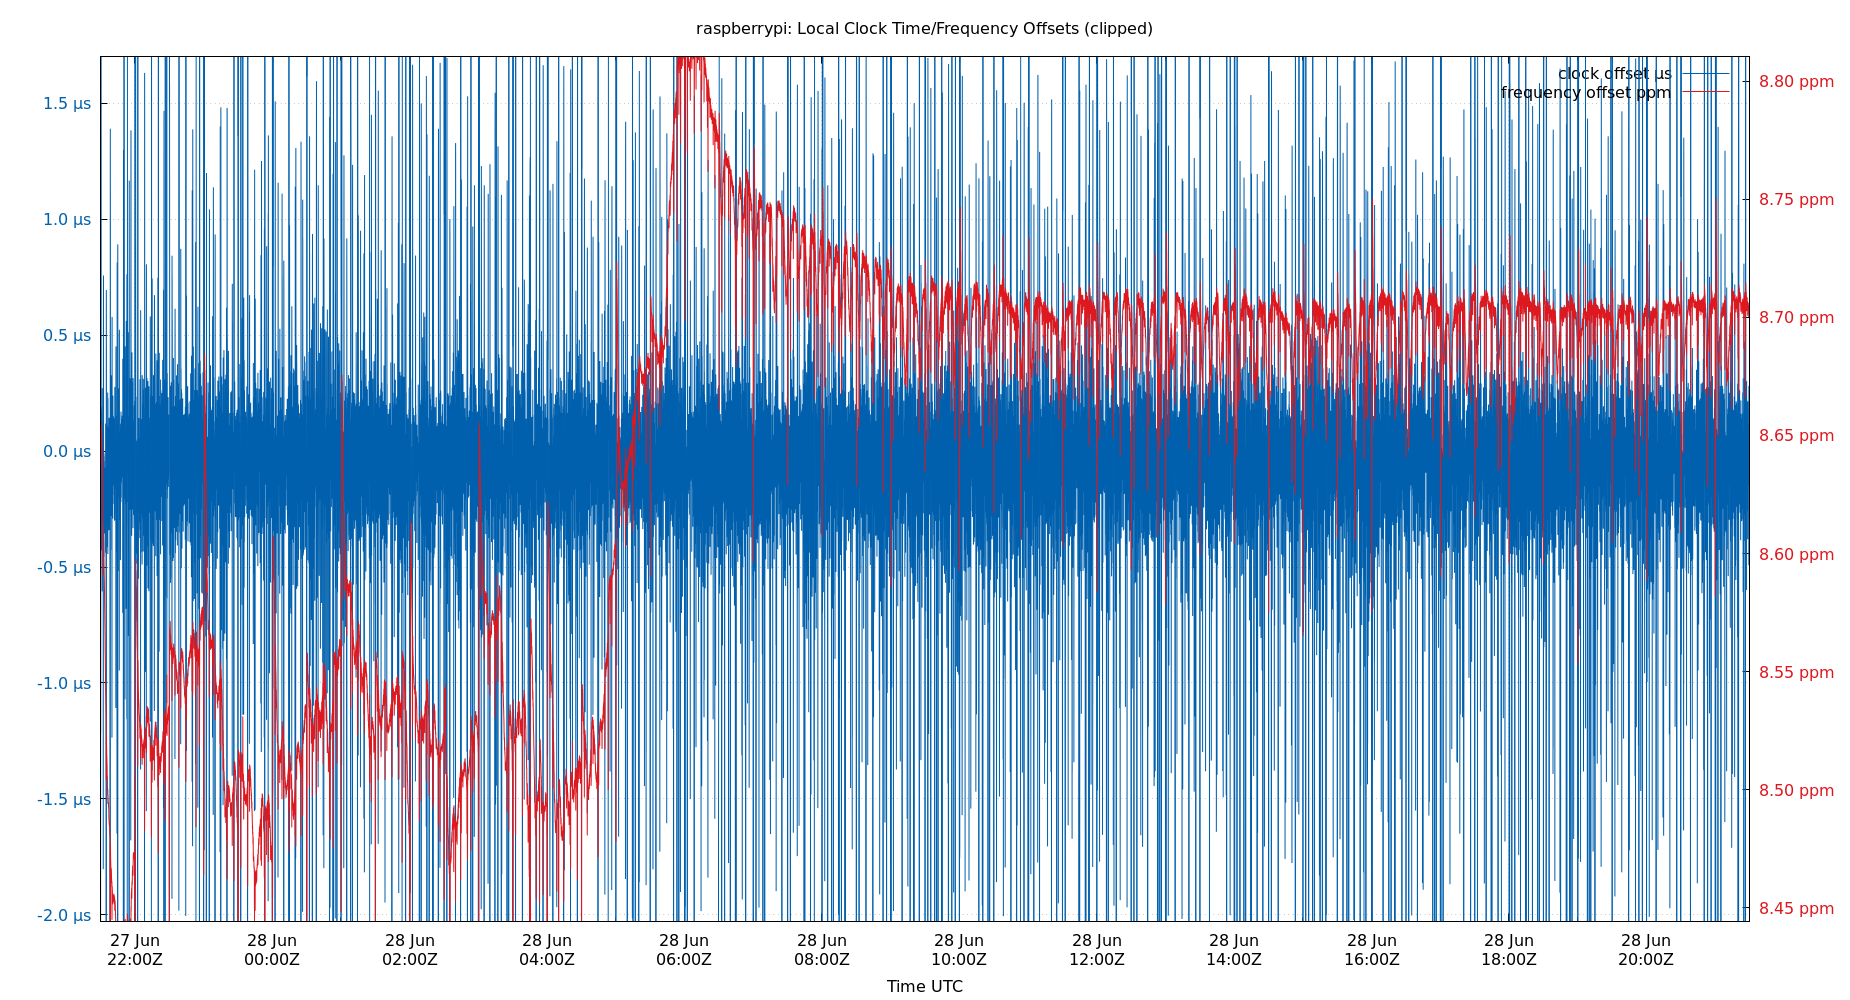 raspberrypi: Local Clock Time/Frequency Offsets (clipped)
clock offset µs
frequency offset ppm
1.5 µs
1.0 µs
0.5 µs
0.0 µs
-0.5 µs
-1.0 µs
-1.5 µs
-2.0 µs
8.80 ppm
8.75 ppm
8.70 ppm
8.65 ppm
8.60 ppm
8.55 ppm
8.50 ppm
8.45 ppm
27 Jun 28 Jun 28 Jun 28 Jun 28 Jun 28 Jun 28 Jun 28 Jun 28 Jun 28 Jun 28 Jun 28 Jun
22:00Z 00:00Z 02:00Z 04:00Z 06:00Z 08:00Z 10:00Z 12:00Z 14:00Z 16:00Z 18:00Z 20:00Z
Time UTC